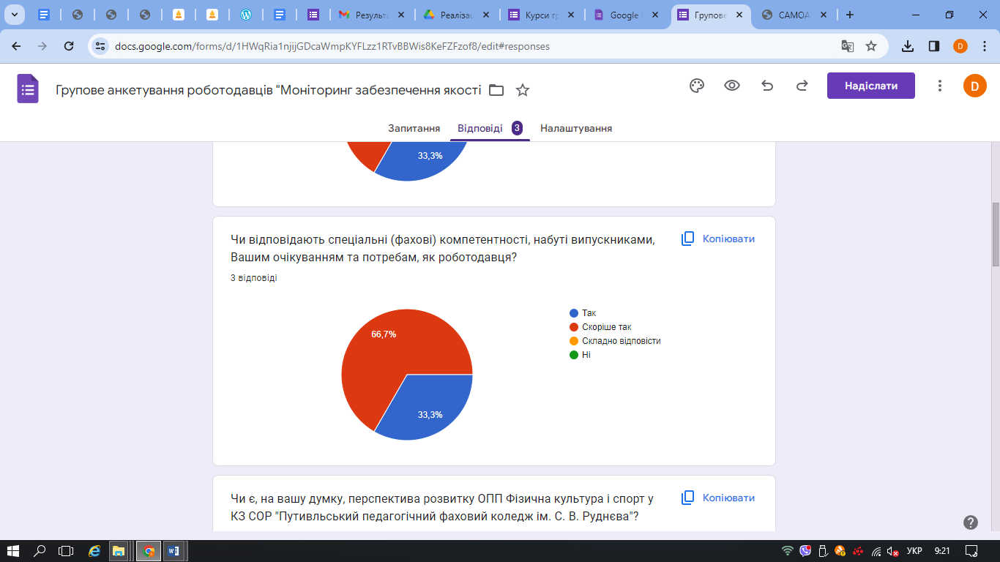 Результа
Реалізац
Курси г
Google
Групове
САМОА
docs.google.com/forms/d/1HWqRia1njijGDcaWmpKYFLzz1RTvBBWis8KeFZFzof8/edit#responses
D
Групове анкетування роботодавців "Моніторинг забезпечення якості
Надіслати
D
Запитання
Відповіді 3
Налаштування
33,3%
Чи відповідають спеціальні (фахові) компетентності, набуті випускниками,
Вашим очікуванням та потребам, як роботодавця?
Копіювати
3 відповіді
66,7%
33,3%
Так
Скоріше так
Складно відповісти
Ні
Чи є, на вашу думку, перспектива розвитку ОПП Фізична культура і спорт у
КЗ СОР "Путивльський педагогічний фаховий коледж ім. С. В. Руднєва"?
Копіювати
УКР
9:21